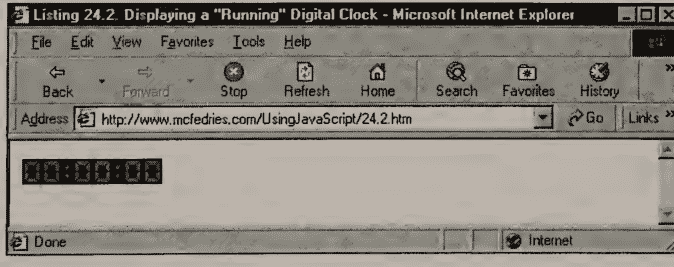 Listing 24.2. Displaying a "Running" Digital Clock - Microsoft Internet Explorer
File Edit View Favorites Tools Help
Back Forward Stop Refresh Home Search Favorites History
Address http://www.mcfedries.com/UsingJavaScript/24.2.htm Go Links
00:00:00
Done Internet